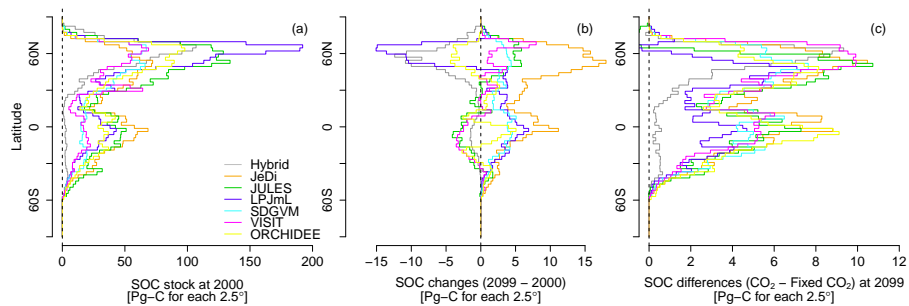 (a)
(b)
(c)
Latitude
60N
0
60S
60N
0
60S
60N
0
60S
Hybrid
JeDi
JULES
LPJmL
SDGVM
VISIT
ORCHIDEE
0 50 100 150 200
−15 −10 −5 0 5 10 15
0 2 4 6 8 10 12
SOC stock at 2000
[Pg−C for each 2.5°]
SOC changes (2099 − 2000)
[Pg−C for each 2.5°]
SOC differences (CO₂ − Fixed CO₂) at 2099
[Pg−C for each 2.5°]